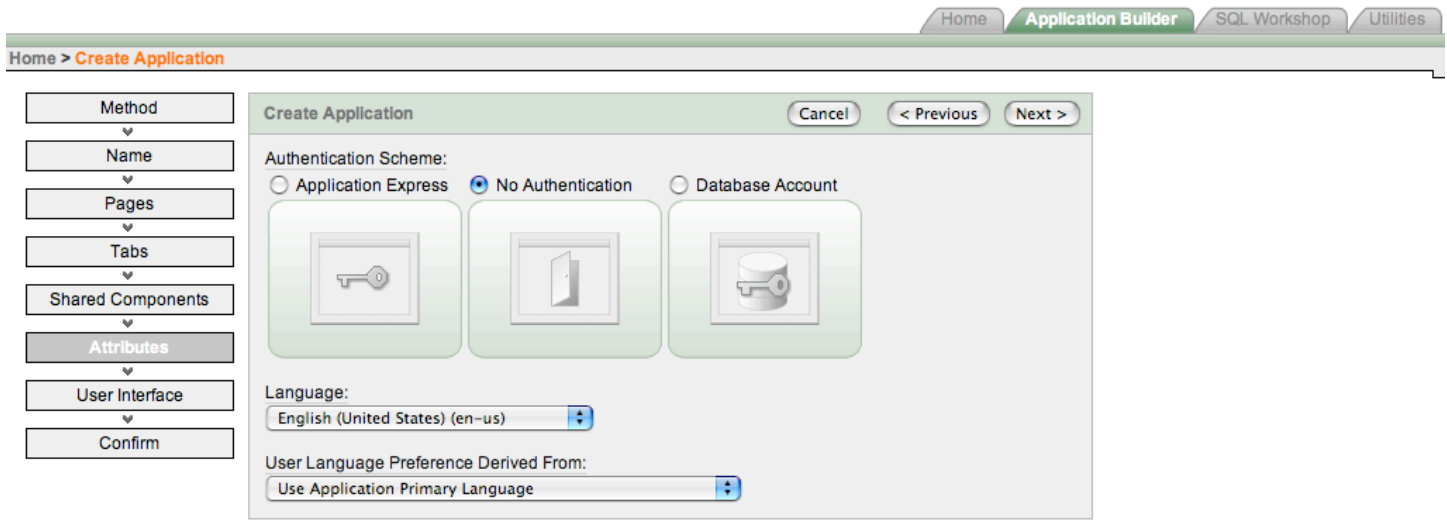 Home Application Builder SQL Workshop Utilities
Home > Create Application
Method
Name
Pages
Tabs
Shared Components
Attributes
User Interface
Confirm
Create Application Cancel < Previous Next >
Authentication Scheme:
Application Express No Authentication Database Account
Language:
English (United States) (en-us)
User Language Preference Derived From:
Use Application Primary Language